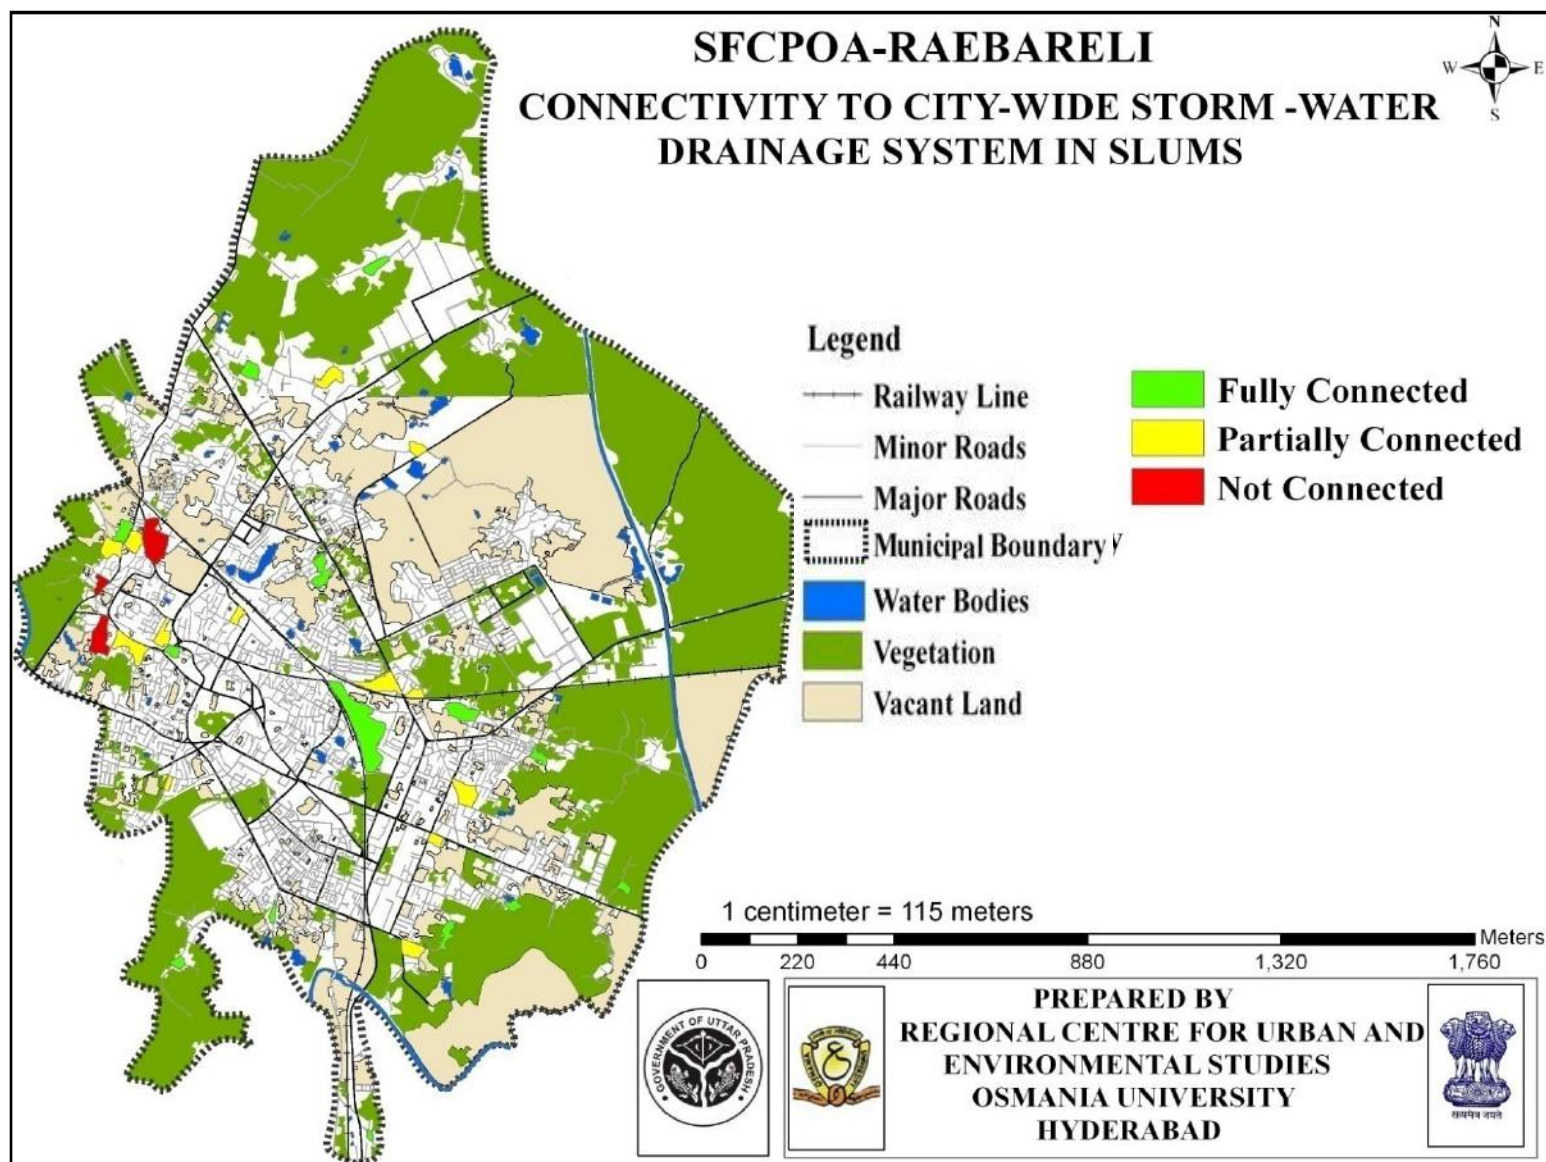 SFCPOA-RAEBARELI
CONNECTIVITY TO CITY-WIDE STORM -WATER
DRAINAGE SYSTEM IN SLUMS
N
W E
S
Legend
Railway Line
Minor Roads
Major Roads
Municipal Boundary
Water Bodies
Vegetation
Vacant Land
Fully Connected
Partially Connected
Not Connected
1 centimeter = 115 meters
Meters
0 220 440 880 1,320 1,760
GOVERNMENT OF UTTAR PRADESH
PREPARED BY
REGIONAL CENTRE FOR URBAN AND
ENVIRONMENTAL STUDIES
OSMANIA UNIVERSITY
HYDERABAD
सत्यमेव जयते